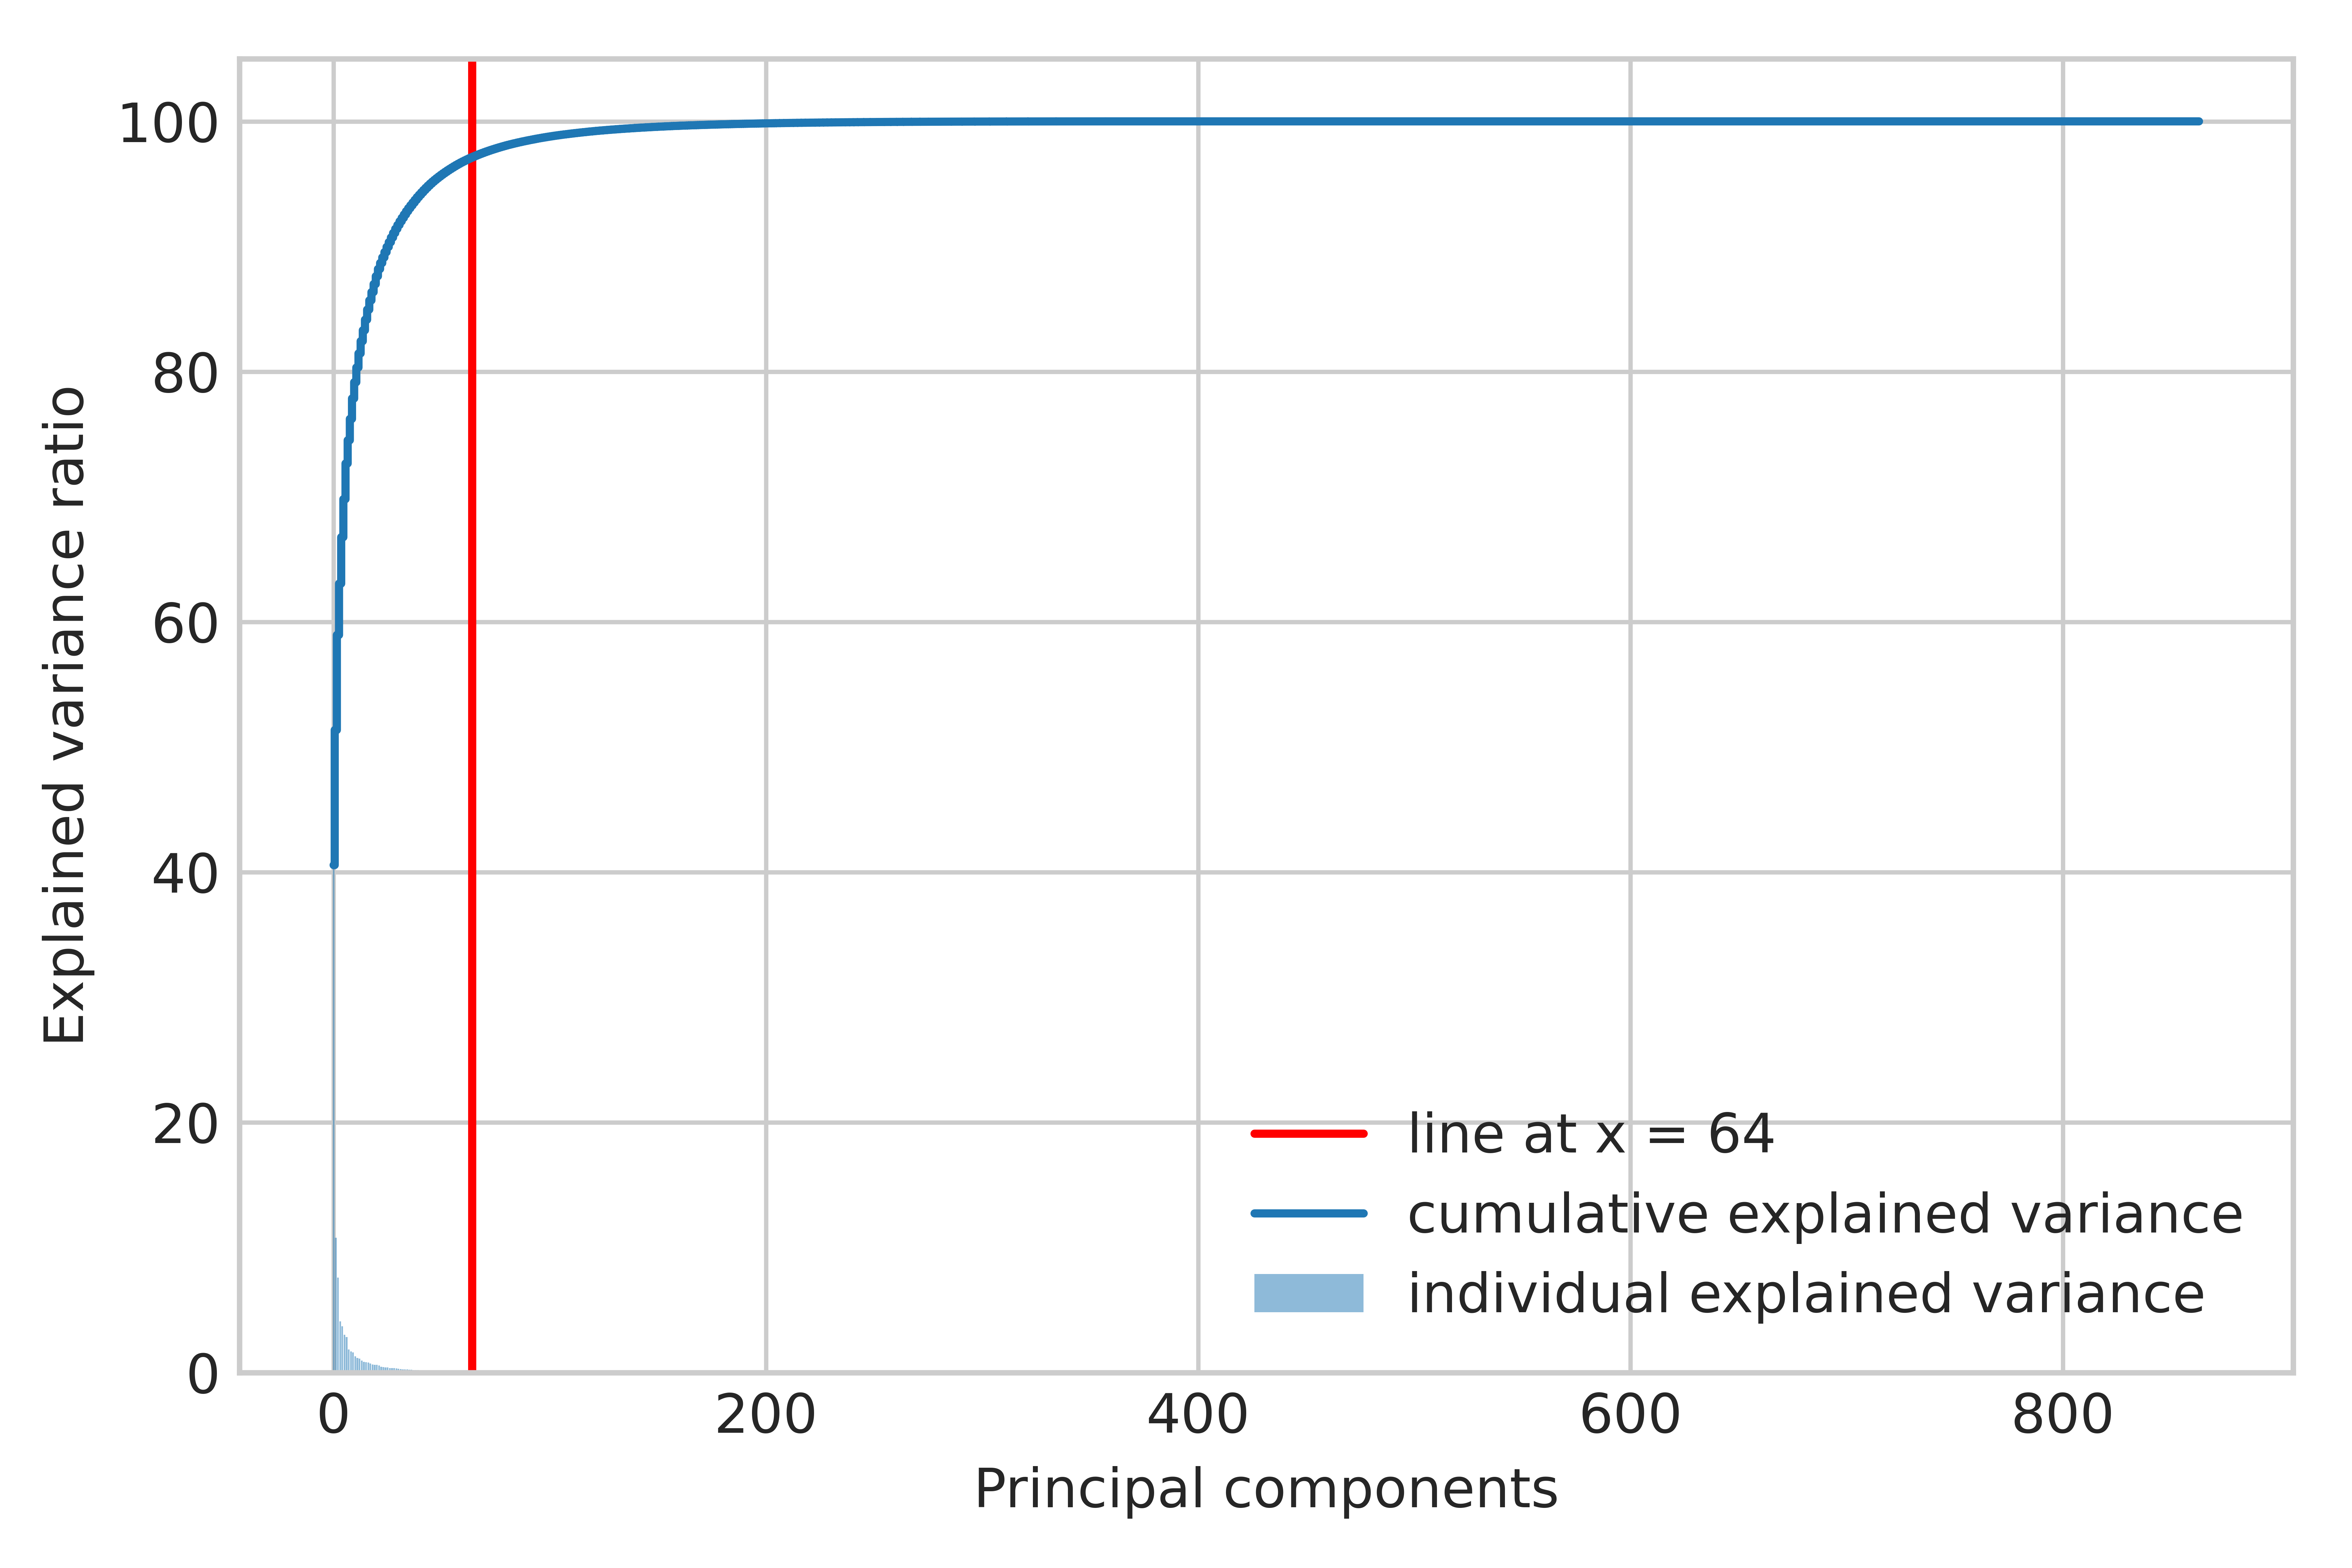 100
80
60
40
20
0
Explained variance ratio
line at x = 64
cumulative explained variance
individual explained variance
0 200 400 600 800
Principal components